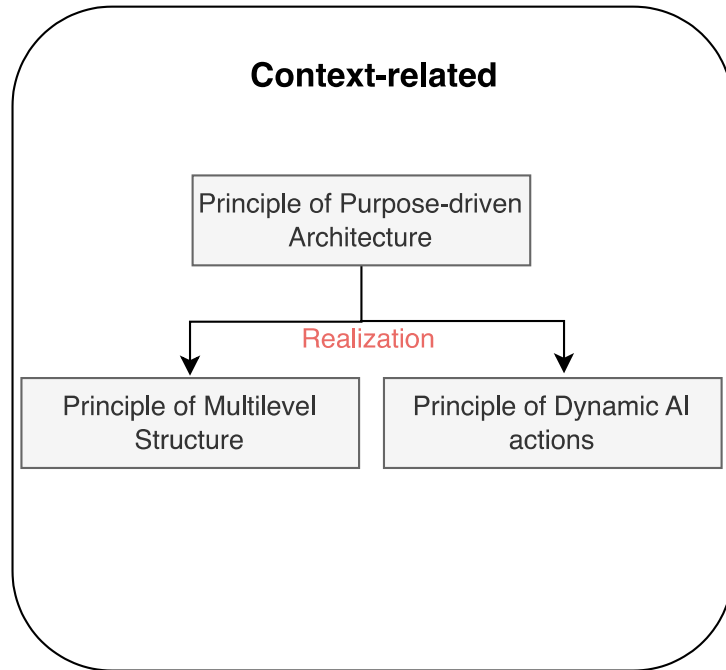 Context-related
Principle of Purpose-driven
Architecture
Realization
Principle of Multilevel
Structure
Principle of Dynamic AI
actions